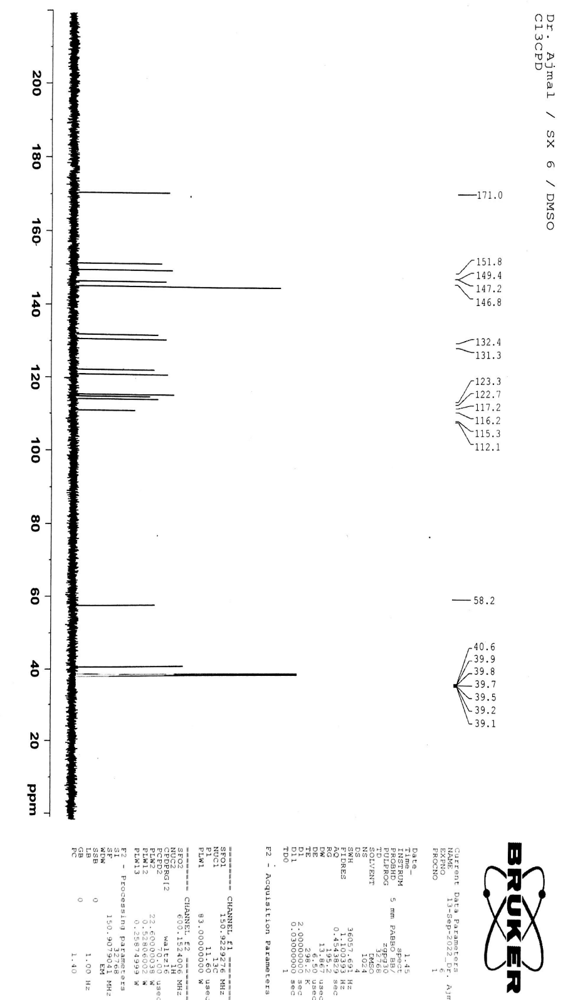 Dr. Ajmal / SX 6 / DMSO
C13CPD
171.0
151.8
149.4
147.2
146.8
132.4
131.3
123.3
122.7
117.2
116.2
115.3
112.1
58.2
40.6
39.9
39.8
39.7
39.5
39.2
39.1
200
180
160
140
120
100
80
60
40
20
ppm
BRUKER
Current Data Parameters
NAME 13-Sep-2022_Dr. Ajm
EXPNO 6
PROCNO 1
F2 - Acquisition Parameters
Date_
Time 1.45
INSTRUM spect
PROBHD 5 mm PABBO BB/
PULPROG zgpg30
TD 32768
SOLVENT DMSO
NS 1024
DS 4
SWH 36057.691 Hz
FIDRES 1.100393 Hz
AQ 0.4543829 sec
RG 195.2
DW 13.867 usec
DE 6.50 usec
TE 298.2 K
D1 2.00000000 sec
D11 0.03000000 sec
TD0 1
======== CHANNEL f1 ========
SFO1 150.9229276 MHz
NUC1 13C
P1 11.60 usec
PLW1 83.00000000 W
======== CHANNEL f2 ========
SFO2 600.1524006 MHz
NUC2 1H
CPDPRG[2 waltz16
PCPD2 70.00 usec
PLW2 22.60000038 W
PLW12 0.52806002 W
PLW13 0.25874999 W
F2 - Processing parameters
SI 32768
SF 150.9079041 MHz
WDW EM
SSB 0
LB 1.00 Hz
GB 0
PC 1.40